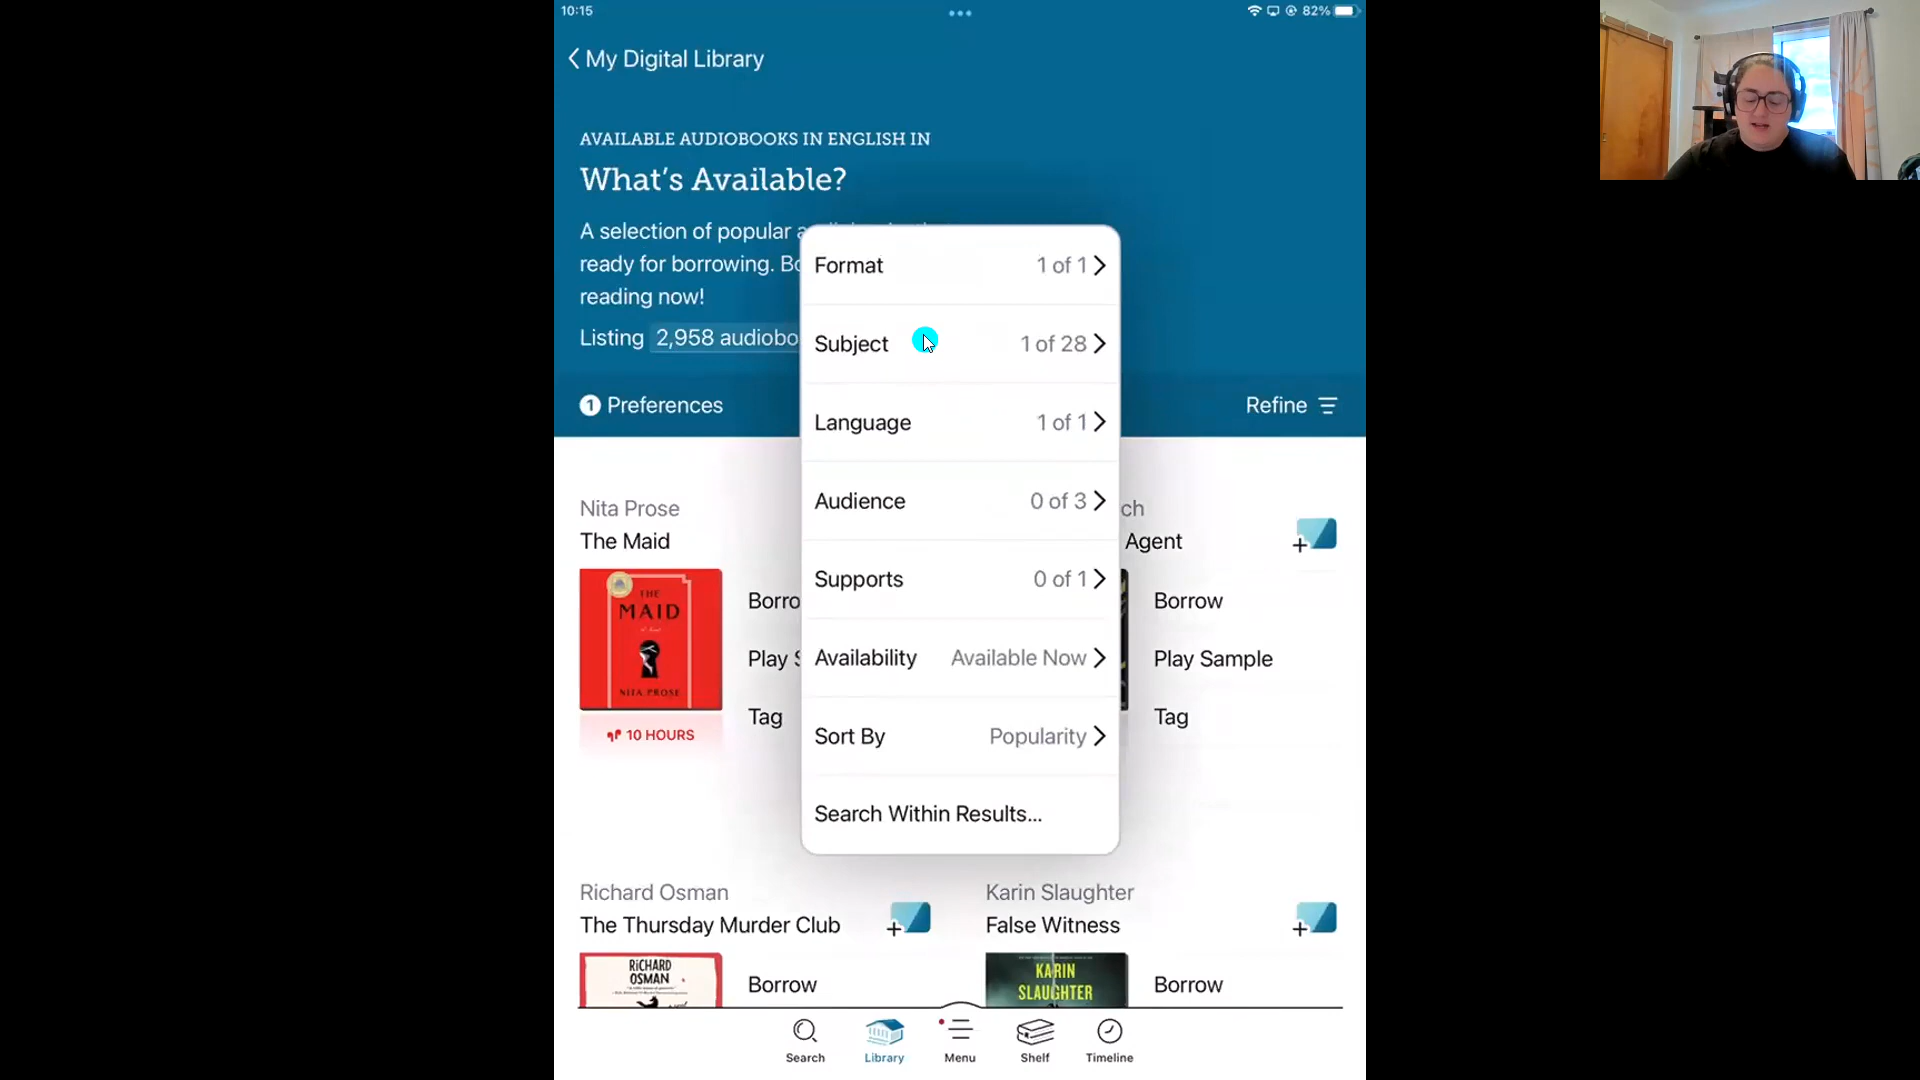 10:15
82%
My Digital Library
AVAILABLE AUDIOBOOKS IN ENGLISH IN
What's Available?
A selection of popular
ready for borrowing.
reading now!
Listing 2,958
1 Preferences
Refine
Format 1 of 1
Subject 1 of 28
Language 1 of 1
Audience 0 of 3
Supports 0 of 1
Availability Available Now
Sort By Popularity
Search Within Results...
Nita Prose
The Maid
THE
MAID
NITA PROSE
10 HOURS
Play
Tag
Agent
Borrow
Play Sample
Tag
Richard Osman
The Thursday Murder Club
RICHARD
OSMAN
Borrow
Karin Slaughter
False Witness
KARIN
SLAUGHTER
Borrow
Search
Library
Menu
Shelf
Timeline